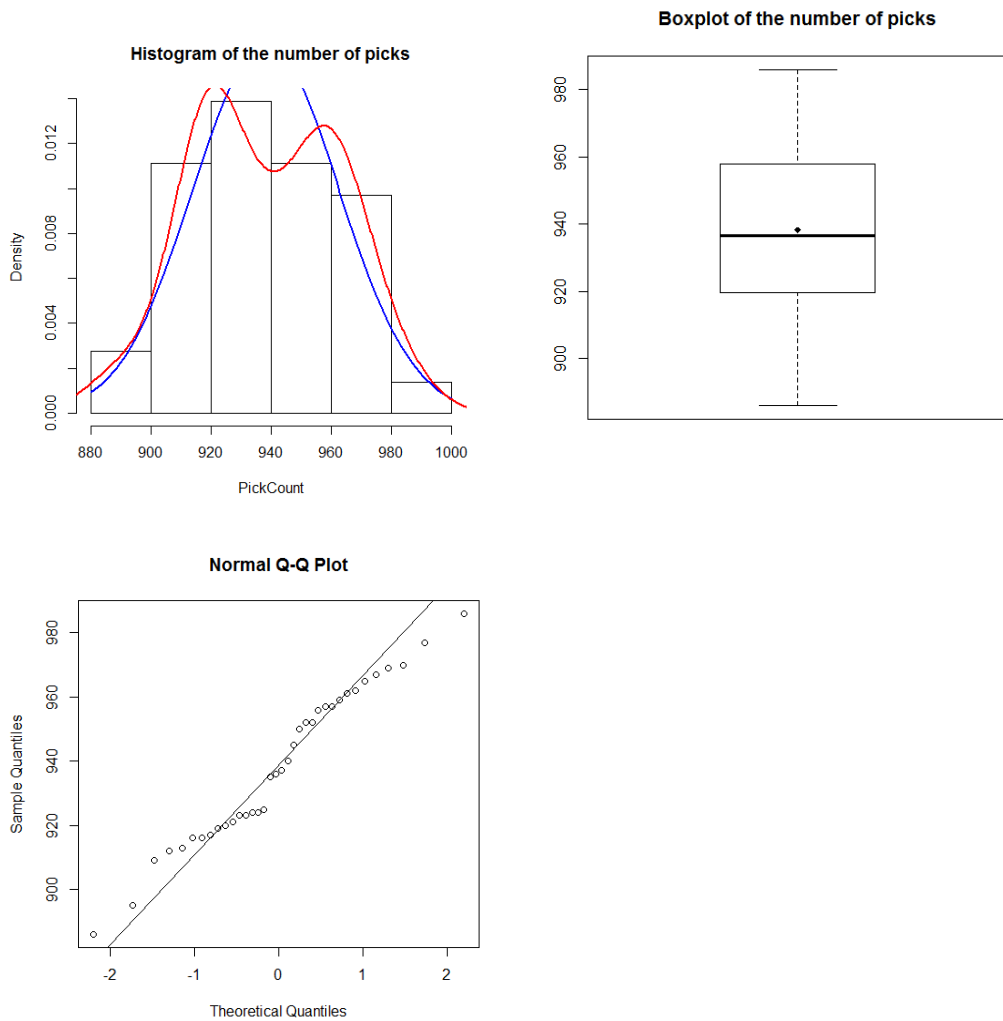 Histogram of the number of picks
Density
0.000 0.004 0.008 0.012
880 900 920 940 960 980 1000
PickCount
Boxplot of the number of picks
900 920 940 960 980
Normal Q-Q Plot
Sample Quantiles
900 920 940 960 980
-2 -1 0 1 2
Theoretical Quantiles